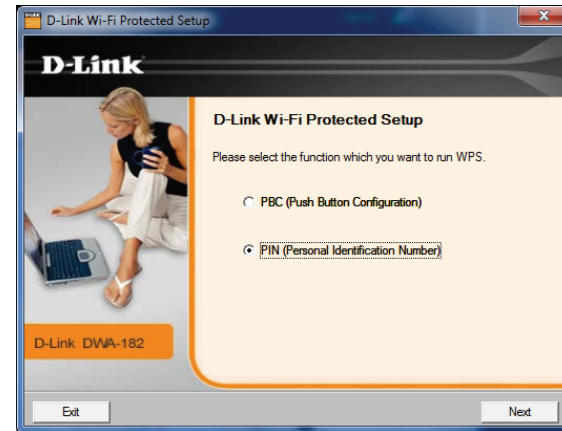 D-Link Wi-Fi Protected Setup
D-Link
D-Link Wi-Fi Protected Setup
Please select the function which you want to run WPS.
PBC (Push Button Configuration)
PIN (Personal Identification Number)
D-Link DWA-182
Exit
Next